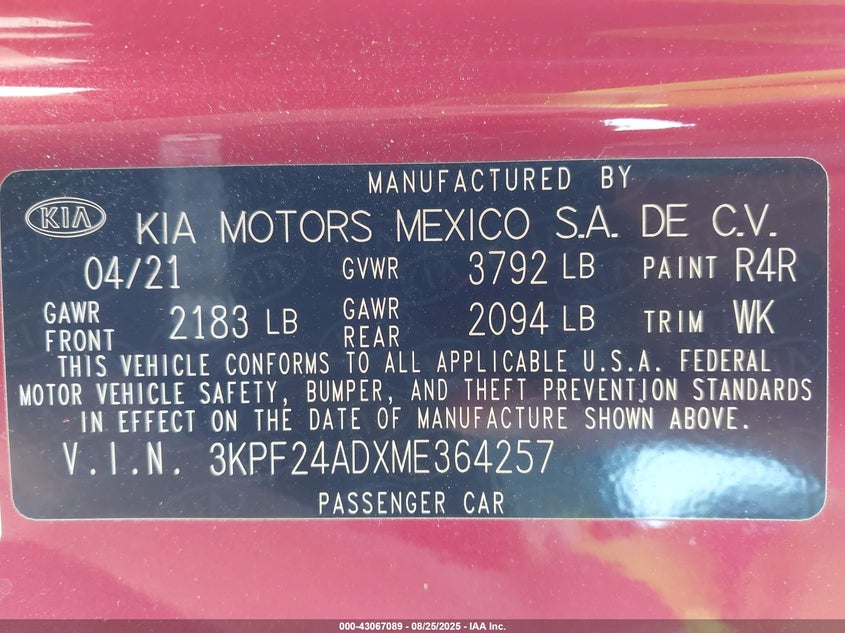 MANUFACTURED BY
KIA KIA MOTORS MEXICO S.A. DE C.V.
04/21 GVWR 3792 LB PAINT R4R
GAWR FRONT 2183 LB GAWR REAR 2094 LB TRIM WK
THIS VEHICLE CONFORMS TO ALL APPLICABLE U.S.A. FEDERAL
MOTOR VEHICLE SAFETY, BUMPER, AND THEFT PREVENTION STANDARDS
IN EFFECT ON THE DATE OF MANUFACTURE SHOWN ABOVE.
V.I.N. 3KPF24ADXME364257
PASSENGER CAR
000-43067089 - 08/25/2025 - IAA Inc.